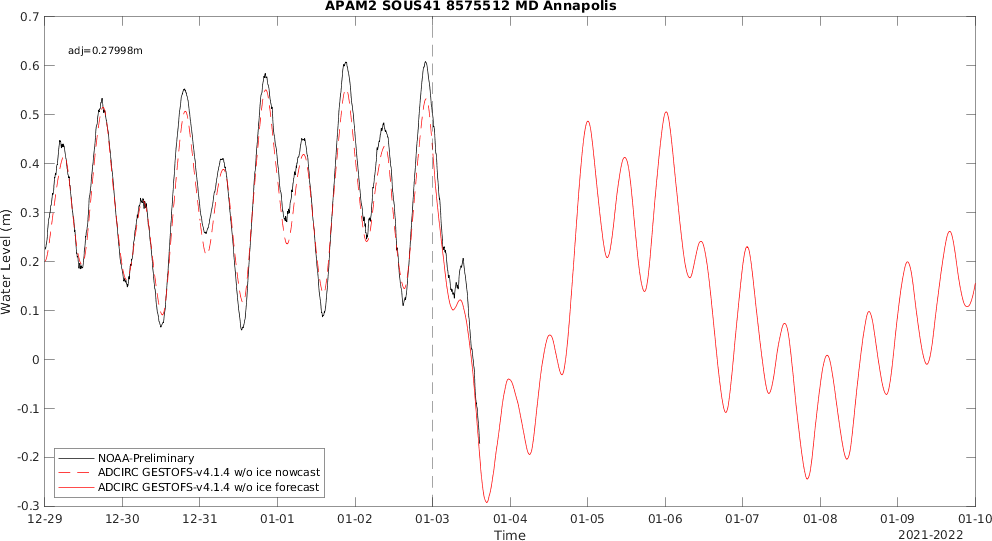 APAM2 SOUS41 8575512 MD Annapolis
0.7
adj=0.27998m
0.6
0.5
0.4
0.3
0.2
0.1
0
-0.1
-0.2
-0.3
Water Level (m)
NOAA-Preliminary
ADCIRC GESTOFS-v4.1.4 w/o ice nowcast
ADCIRC GESTOFS-v4.1.4 w/o ice forecast
12-29 12-30 12-31 01-01 01-02 01-03 01-04 01-05 01-06 01-07 01-08 01-09 01-10
Time
2021-2022